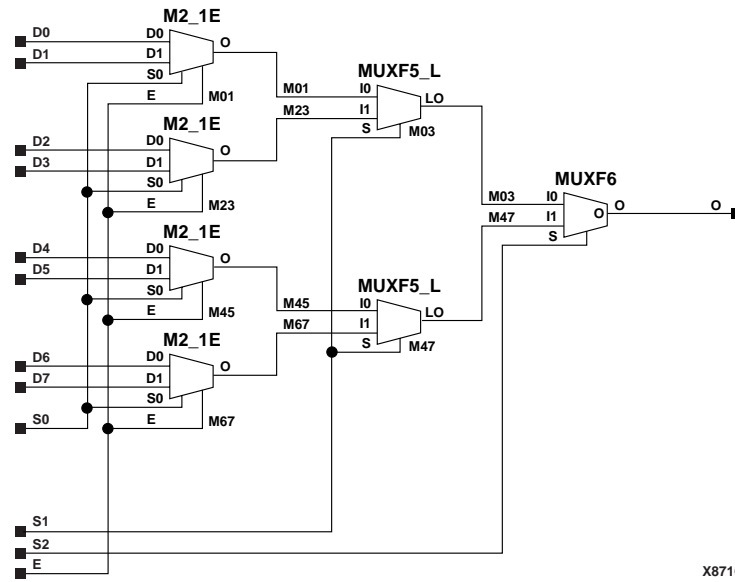 M2_1E
D0 D0
D1 D1 O
S0
E M01
M01 I0 MUXF5_L
M23 I1 LO
S M03
M2_1E
D2 D0
D3 D1 O
S0
E M23
MUXF6
M03 I0
M47 I1 O O O
S
M2_1E
D4 D0
D5 D1 O
S0
E M45
MUXF5_L
M45 I0
M67 I1 LO
S M47
M2_1E
D6 D0
D7 D1 O
S0
S0 E M67
S1
S2
E